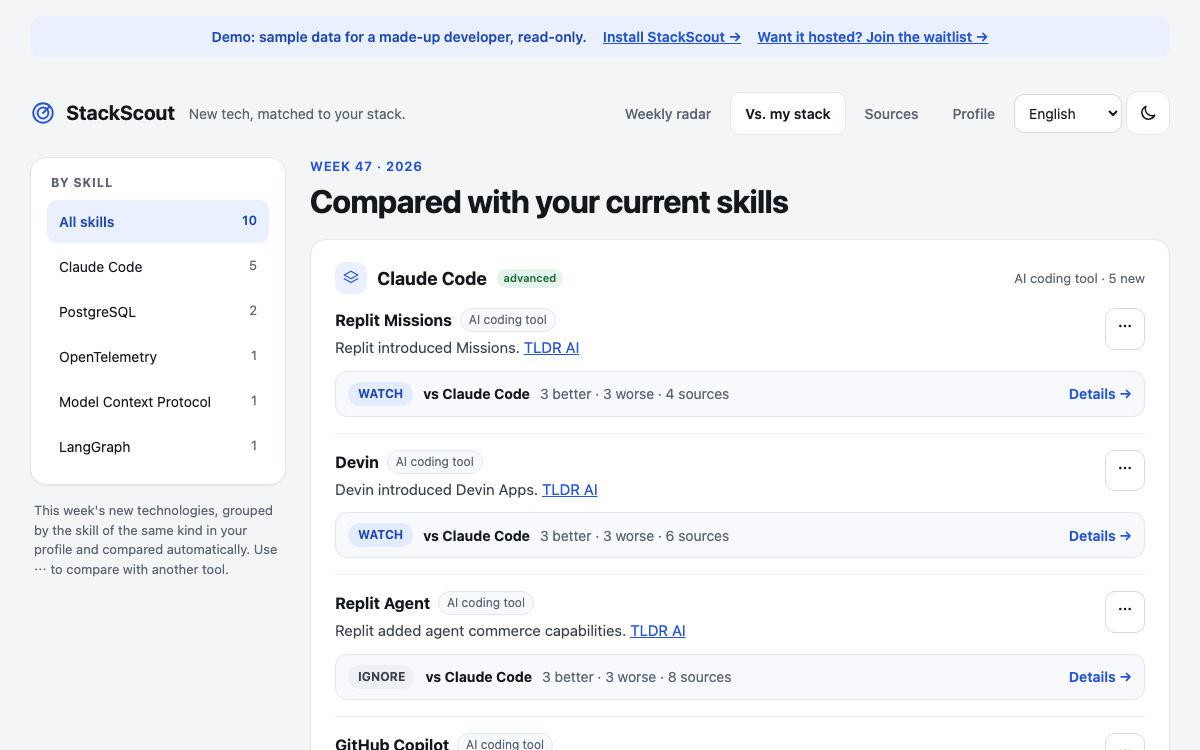 Demo: sample data for a made-up developer, read-only. Install StackScout → Want it hosted? Join the waitlist →
StackScout New tech, matched to your stack. Weekly radar Vs. my stack Sources Profile English
BY SKILL
All skills 10
Claude Code 5
PostgreSQL 2
OpenTelemetry 1
Model Context Protocol 1
LangGraph 1
This week's new technologies, grouped
by the skill of the same kind in your
profile and compared automatically. Use
··· to compare with another tool.
WEEK 47 · 2026
Compared with your current skills
Claude Code advanced AI coding tool · 5 new
Replit Missions AI coding tool ···
Replit introduced Missions. TLDR AI
WATCH vs Claude Code 3 better · 3 worse · 4 sources Details →
Devin AI coding tool ···
Devin introduced Devin Apps. TLDR AI
WATCH vs Claude Code 3 better · 3 worse · 6 sources Details →
Replit Agent AI coding tool ···
Replit added agent commerce capabilities. TLDR AI
IGNORE vs Claude Code 3 better · 3 worse · 8 sources Details →
GitHub Copilot AI coding tool